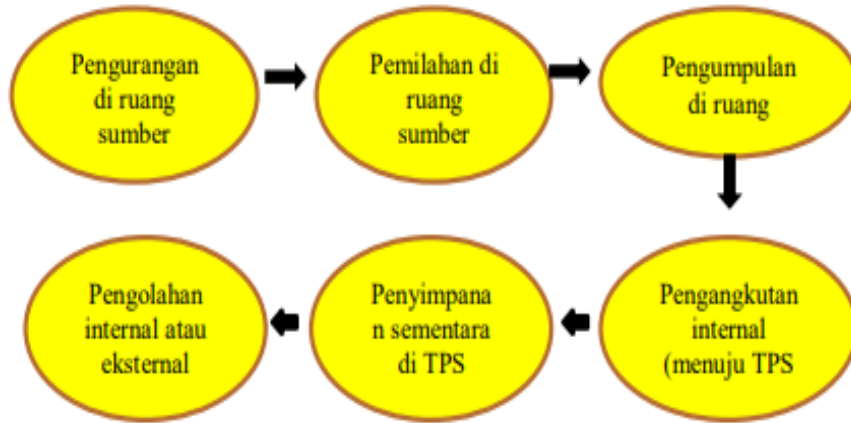 Pengurangan
di ruang
sumber
Pemilahan di
ruang
sumber
Pengumpulan
di ruang
Pengangkutan
internal
(menuju TPS
Penyimpana
n sementara
di TPS
Pengolahan
internal atau
eksternal